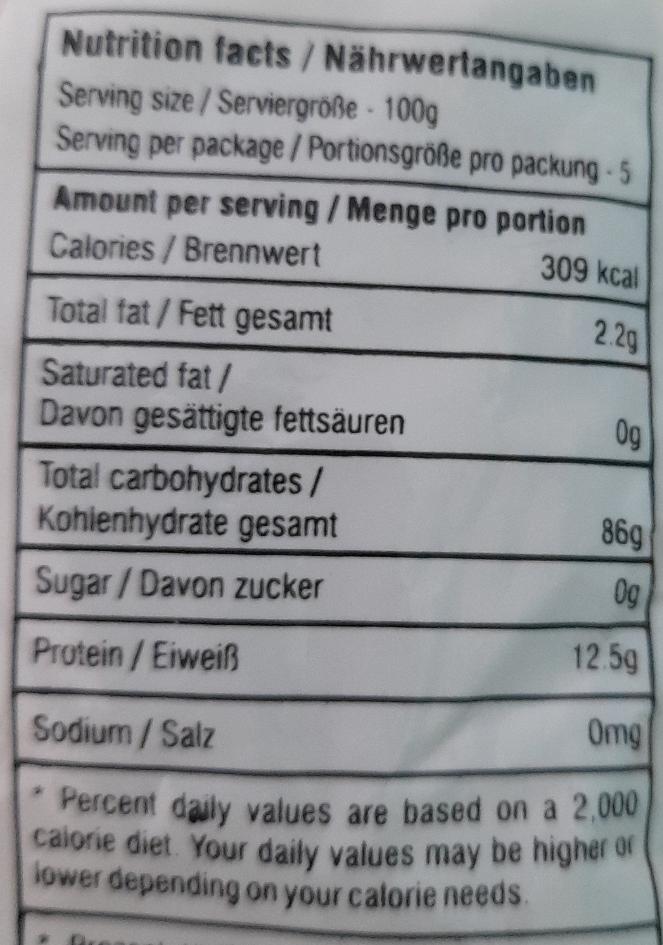 Nutrition facts / Nährwertangaben
Serving size / Serviergröße - 100g
Serving per package / Portionsgröße pro packung - 5
Amount per serving / Menge pro portion
Calories / Brennwert 309 kcal
Total fat / Fett gesamt 2.2g
Saturated fat /
Davon gesättigte fettsäuren 0g
Total carbohydrates /
Kohlenhydrate gesamt 86g
Sugar / Davon zucker 0g
Protein / Eiweiß 12.5g
Sodium / Salz 0mg
* Percent daily values are based on a 2,000
calorie diet. Your daily values may be higher or
lower depending on your calorie needs.